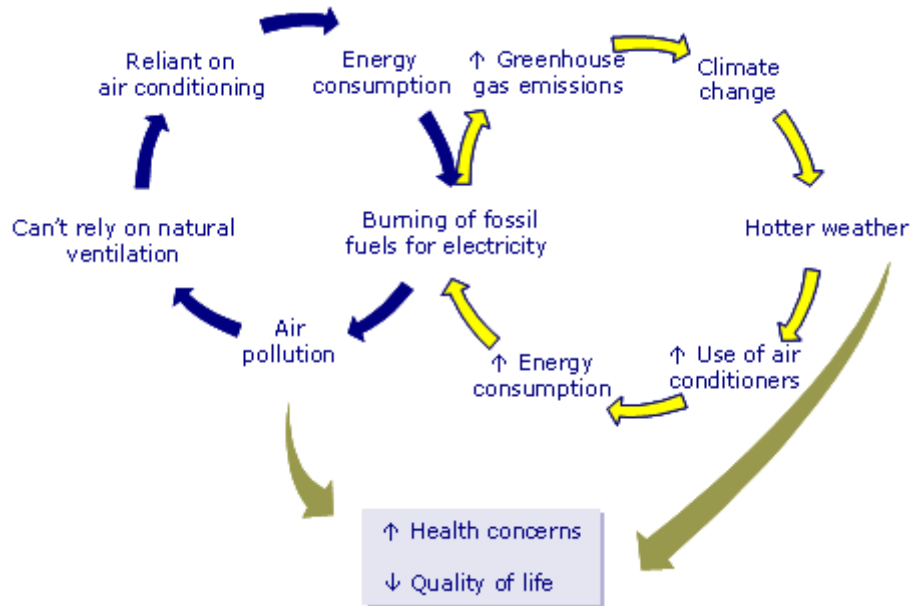 Reliant on
air conditioning
Energy
consumption
↑ Greenhouse
gas emissions
Climate
change
Can't rely on natural
ventilation
Burning of fossil
fuels for electricity
Hotter weather
Air
pollution
↑ Energy
consumption
↑ Use of air
conditioners
↑ Health concerns
↓ Quality of life